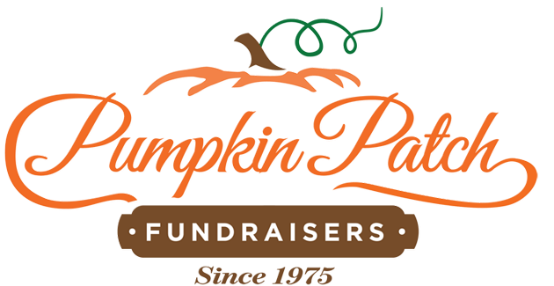 Pumpkin Patch
• FUNDRAISERS •
Since 1975